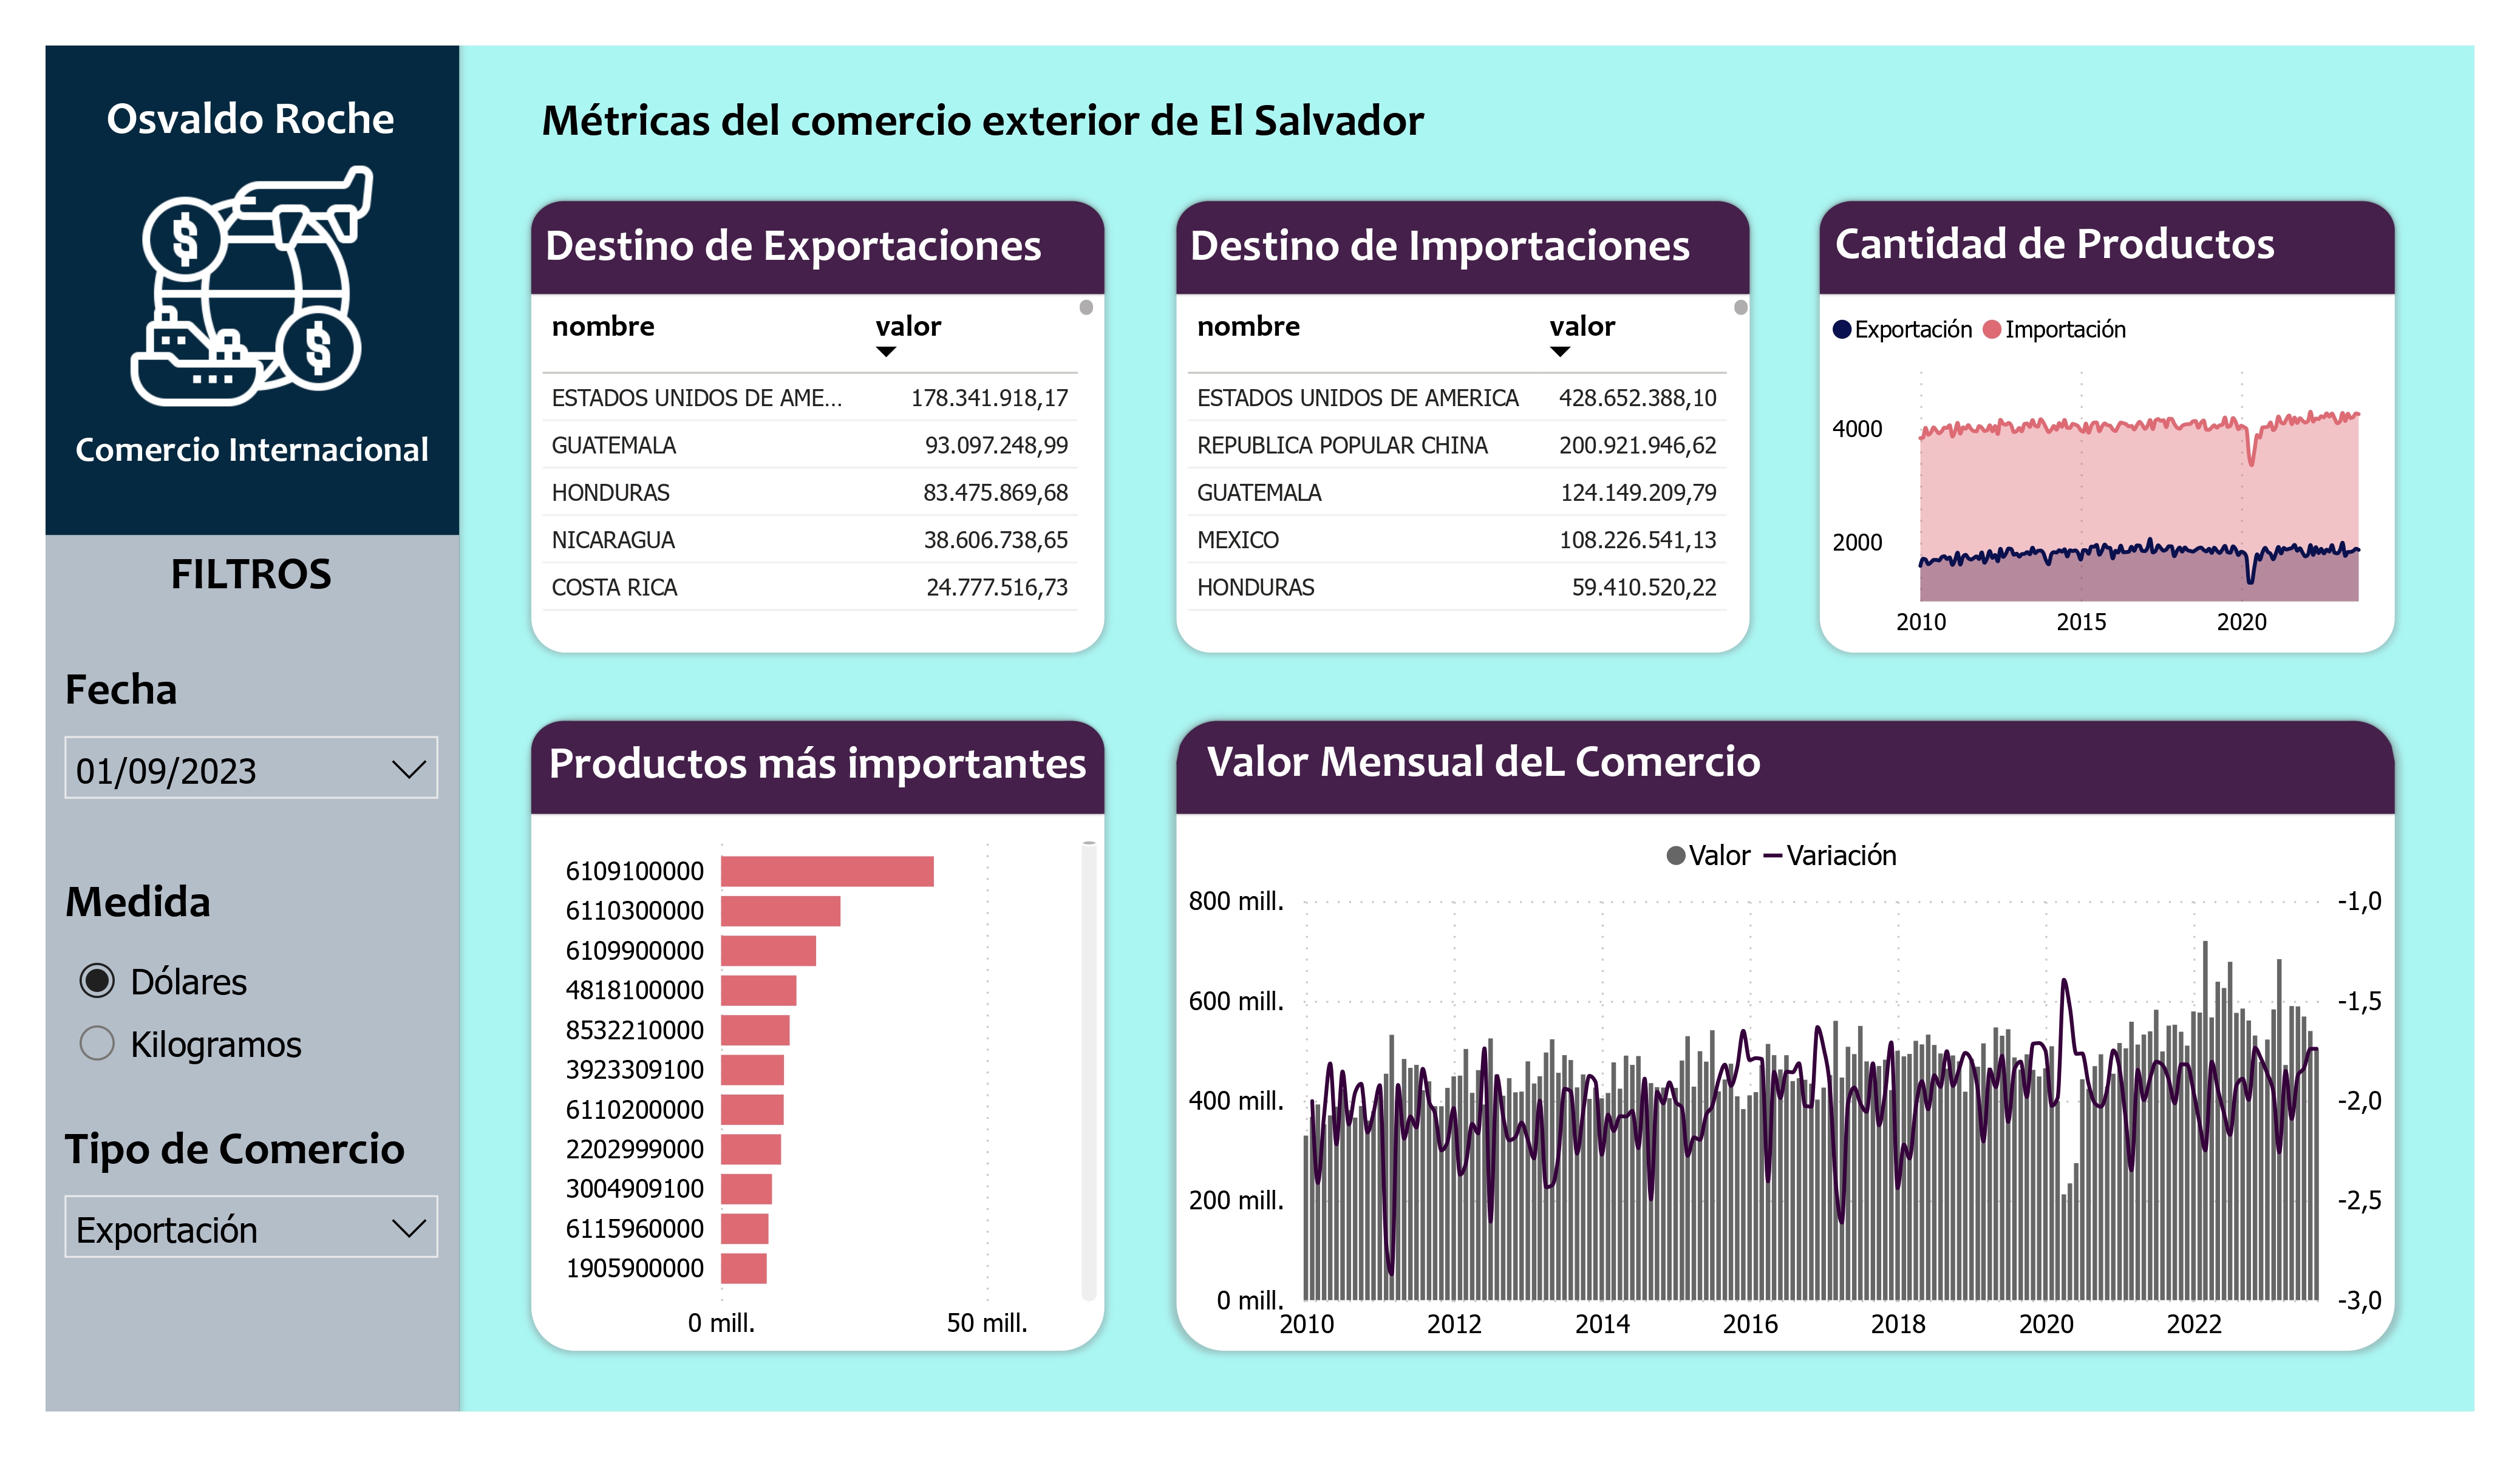 Osvaldo Roche
Comercio Internacional
FILTROS
Fecha
01/09/2023
Medida
Dólares
Kilogramos
Tipo de Comercio
Exportación
Métricas del comercio exterior de El Salvador
Destino de Exportaciones
nombre valor
ESTADOS UNIDOS DE AME... 178.341.918,17
GUATEMALA 93.097.248,99
HONDURAS 83.475.869,68
NICARAGUA 38.606.738,65
COSTA RICA 24.777.516,73
Destino de Importaciones
nombre valor
ESTADOS UNIDOS DE AMERICA 428.652.388,10
REPUBLICA POPULAR CHINA 200.921.946,62
GUATEMALA 124.149.209,79
MEXICO 108.226.541,13
HONDURAS 59.410.520,22
Cantidad de Productos
Exportación Importación
4000
2000
2010 2015 2020
Productos más importantes
6109100000
6110300000
6109900000
4818100000
8532210000
3923309100
6110200000
2202999000
3004909100
6115960000
1905900000
0 mill. 50 mill.
Valor Mensual deL Comercio
Valor Variación
800 mill. -1,0
600 mill. -1,5
400 mill. -2,0
200 mill. -2,5
0 mill. -3,0
2010 2012 2014 2016 2018 2020 2022